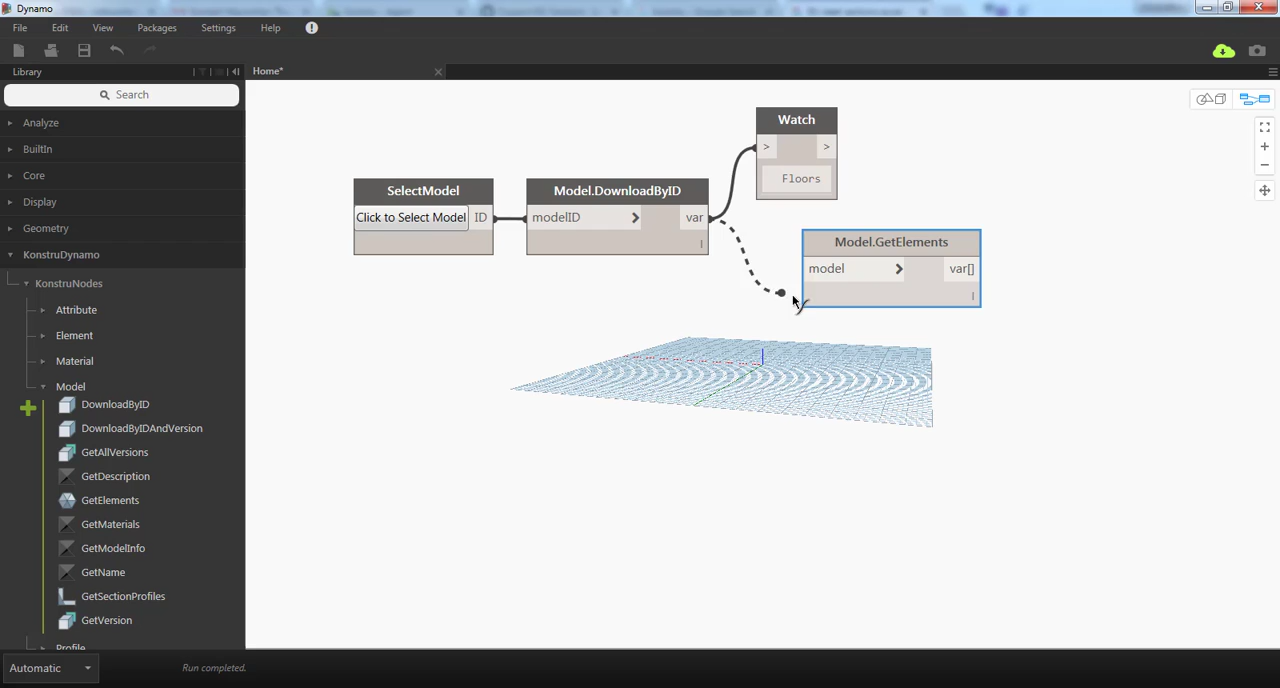 Dynamo
File Edit View Packages Settings Help
Library
Home*
Search
Analyze
BuiltIn
Core
Display
Geometry
KonstruDynamo
KonstruNodes
Attribute
Element
Material
Model
DownloadByID
DownloadByIDAndVersion
GetAllVersions
GetDescription
GetElements
GetMaterials
GetModelInfo
GetName
GetSectionProfiles
GetVersion
Profile
SelectModel
Click to Select Model ID
Model.DownloadByID
modelID > var
l
Watch
> >
Floors
Model.GetElements
model > var[]
l
Automatic
Run completed.